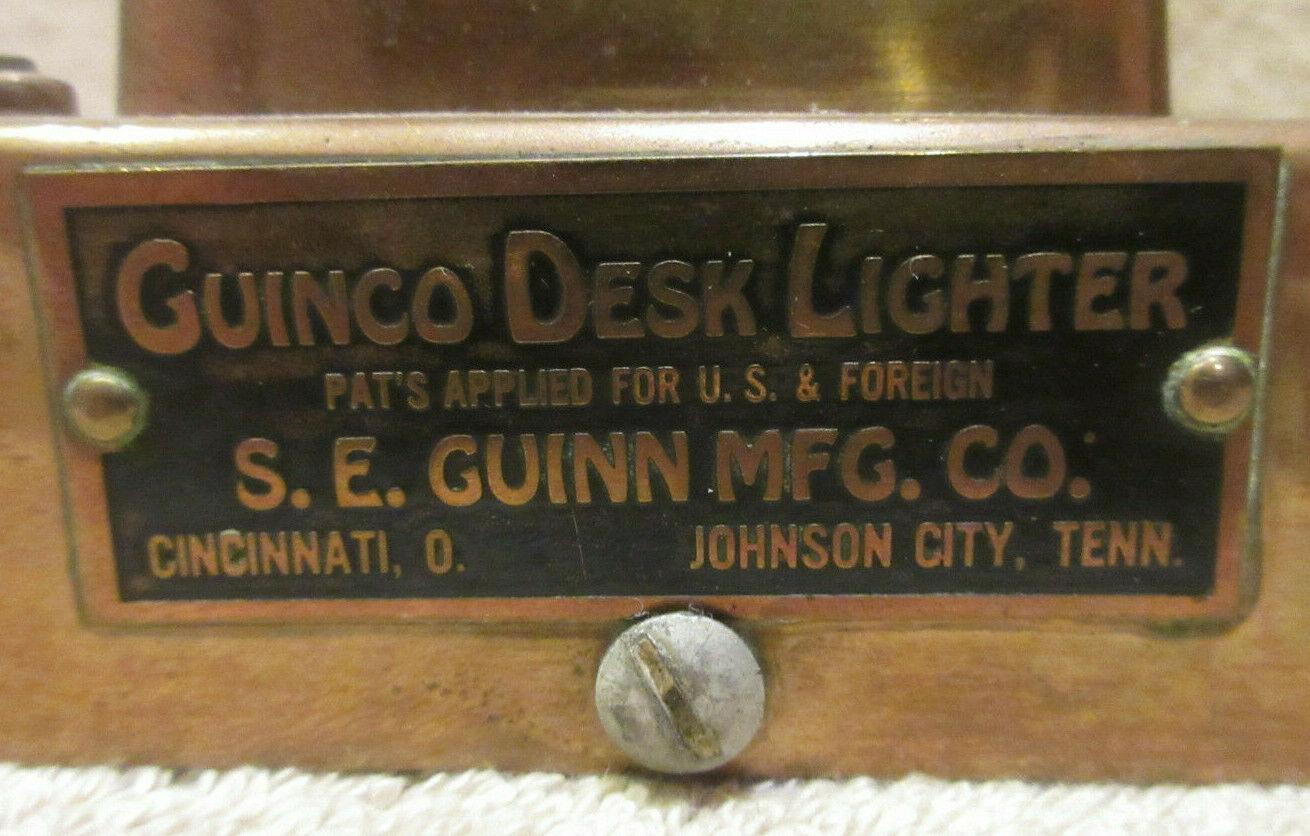 GUINCO DESK LIGHTER
PAT'S APPLIED FOR U. S. & FOREIGN
S. E. GUINN MFG. CO.
CINCINNATI, O. JOHNSON CITY, TENN.